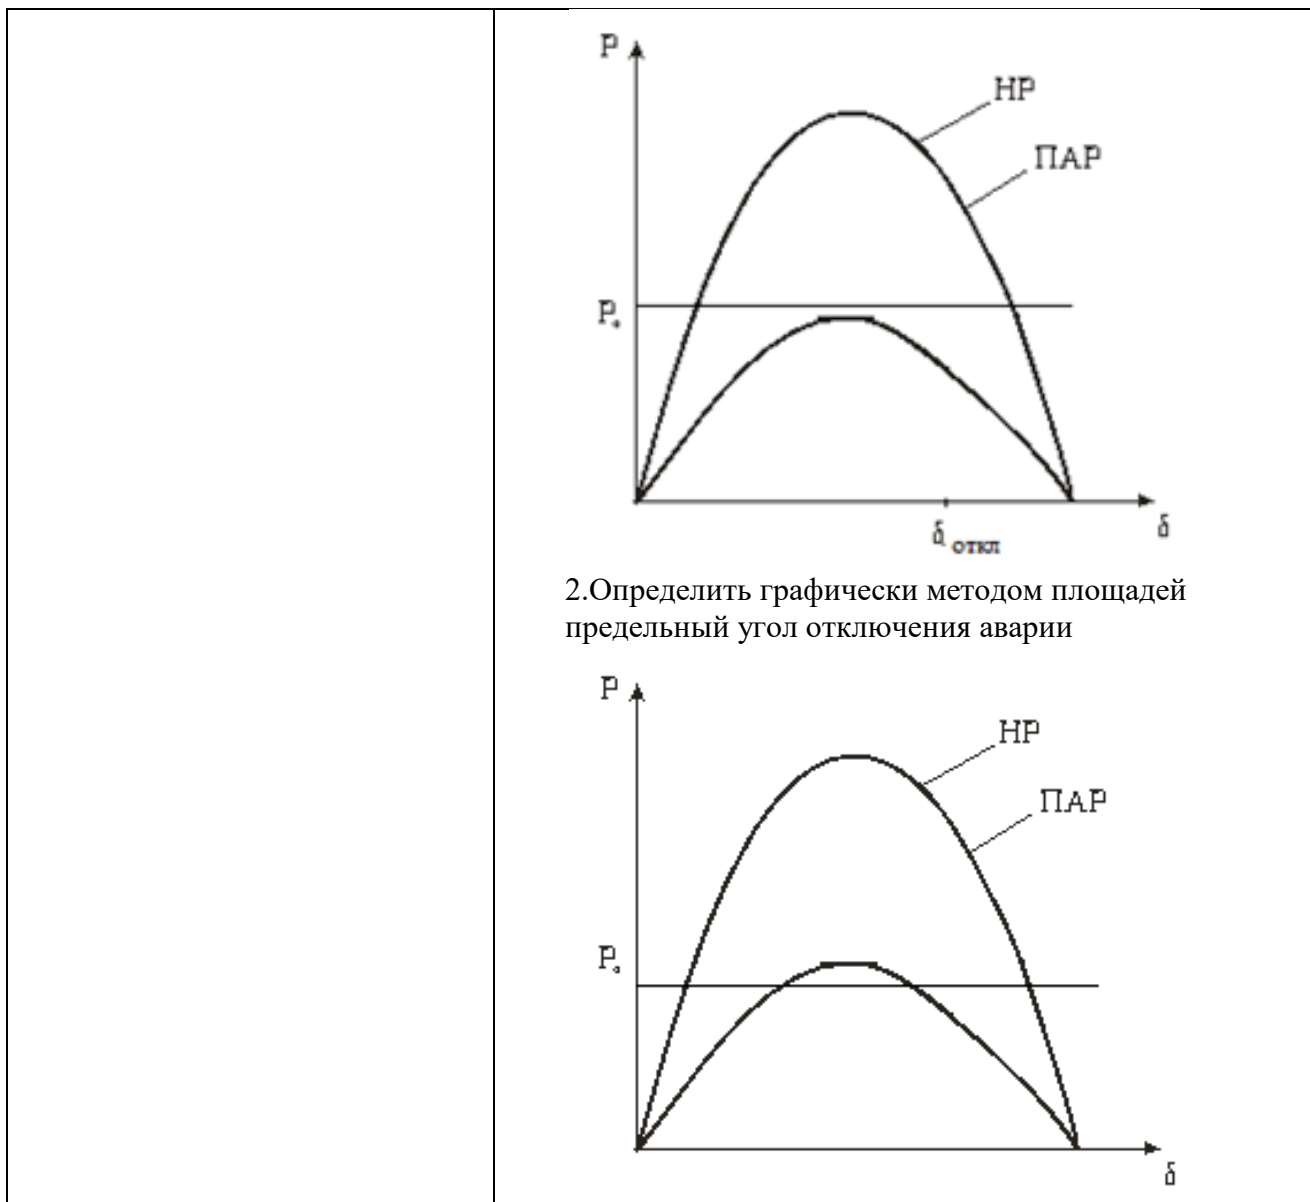 P
НР
ПАР
P₀
δ откл
δ
2.Определить графически методом площадей
предельный угол отключения аварии
P
НР
ПАР
P₀
δ